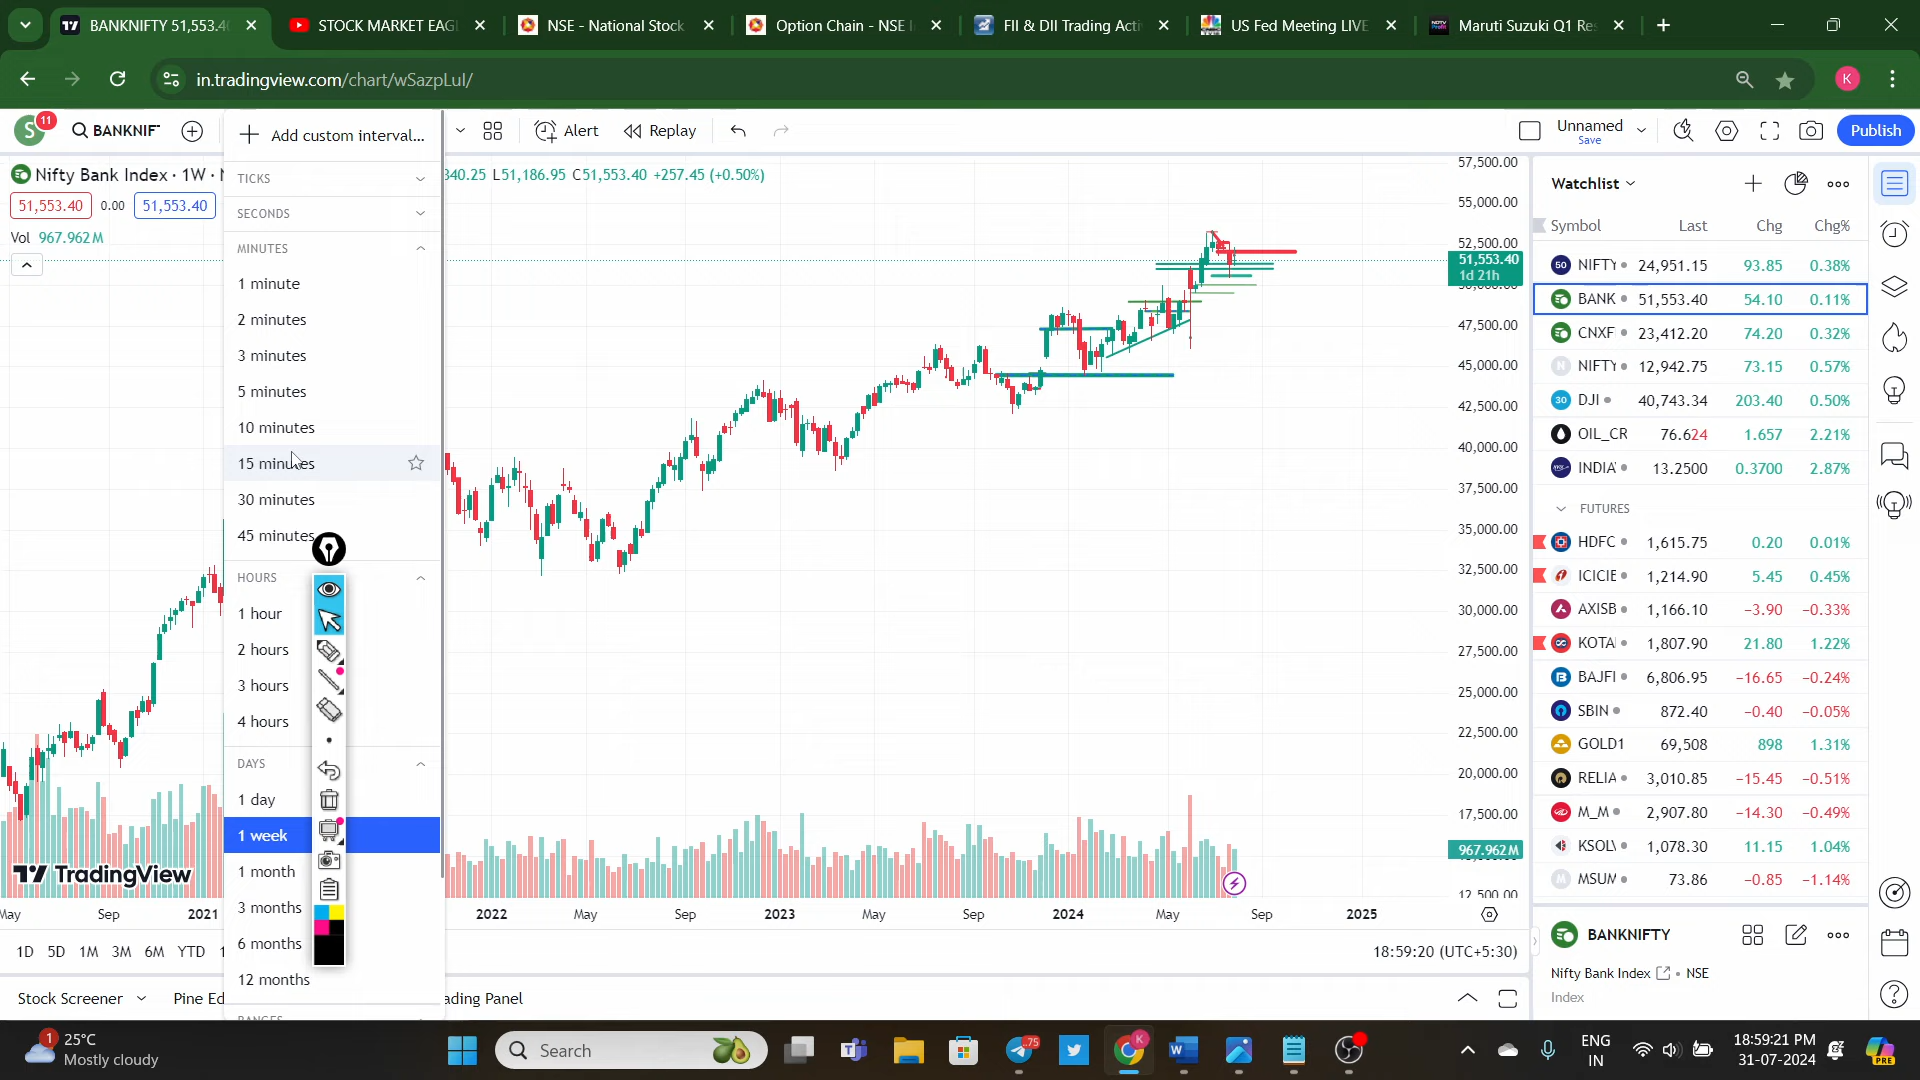 BANKNIFTY 51,553.4
STOCK MARKET EAGL
NSE - National Stock
Option Chain - NSE I
FII & DII Trading Acti
US Fed Meeting LIVE
Maruti Suzuki Q1 Res
in.tradingview.com/chart/wSazpLul/
K
S
11
BANKNIF
Add custom interval...
Alert
Replay
Unnamed
Save
Publish
Nifty Bank Index · 1W ·
340.25 L51,186.95 C51,553.40 +257.45 (+0.50%)
51,553.40
0.00
51,553.40
Vol 967.962M
TICKS
SECONDS
MINUTES
1 minute
2 minutes
3 minutes
5 minutes
10 minutes
15 minutes
30 minutes
45 minutes
HOURS
1 hour
2 hours
3 hours
4 hours
DAYS
1 day
1 week
1 month
3 months
6 months
12 months
57,500.00
55,000.00
52,500.00
51,553.40
1d 21h
50,000.00
47,500.00
45,000.00
42,500.00
40,000.00
37,500.00
35,000.00
32,500.00
30,000.00
27,500.00
25,000.00
22,500.00
20,000.00
17,500.00
967.962M
12,500.00
TradingView
May
Sep
2021
2022
May
Sep
2023
May
Sep
2024
May
Sep
2025
1D 5D 1M 3M 6M YTD
18:59:20 (UTC+5:30)
Stock Screener
Pine Ed
ading Panel
Watchlist
Symbol Last Chg Chg%
50 NIFTY 24,951.15 93.85 0.38%
BANK 51,553.40 54.10 0.11%
CNXF 23,412.20 74.20 0.32%
N NIFTY 12,942.75 73.15 0.57%
30 DJI 40,743.34 203.40 0.50%
OIL_CR 76.624 1.657 2.21%
INDIA 13.2500 0.3700 2.87%
FUTURES
HDFC 1,615.75 0.20 0.01%
ICICIE 1,214.90 5.45 0.45%
AXISB 1,166.10 −3.90 −0.33%
KOTA 1,807.90 21.80 1.22%
BAJFI 6,806.95 −16.65 −0.24%
SBIN 872.40 −0.40 −0.05%
GOLD1 69,508 898 1.31%
RELIA 3,010.85 −15.45 −0.51%
M_M 2,907.80 −14.30 −0.49%
KSOLV 1,078.30 11.15 1.04%
M MSUM 73.86 −0.85 −1.14%
BANKNIFTY
Nifty Bank Index • NSE
Index
1
25°C
Mostly cloudy
Search
75
K
ENG
IN
18:59:21 PM
31-07-2024
PRE